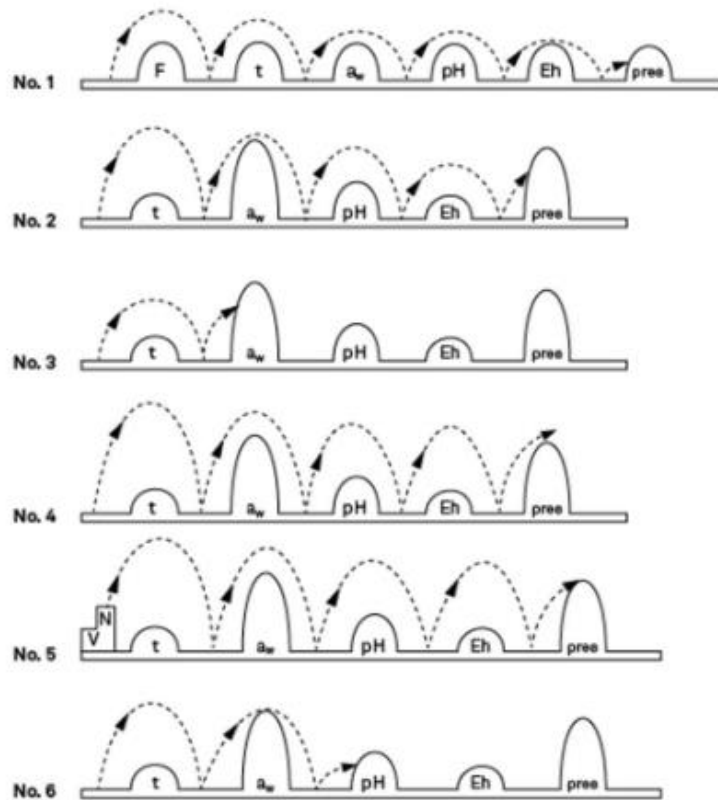 No. 1 F t aw pH Eh pres
No. 2 t aw pH Eh pres
No. 3 t aw pH Eh pres
No. 4 t aw pH Eh pres
V N
No. 5 t aw pH Eh pres
No. 6 t aw pH Eh pres